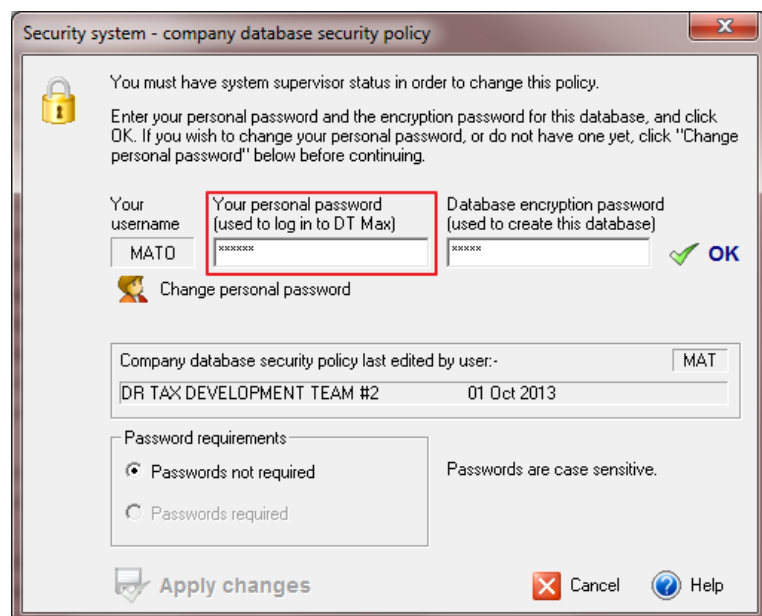 Security system - company database security policy
x
You must have system supervisor status in order to change this policy.
Enter your personal password and the encryption password for this database, and click
OK. If you wish to change your personal password, or do not have one yet, click "Change
personal password" below before continuing.
Your
username
MATO
Your personal password
(used to log in to DT Max)
******
Database encryption password
(used to create this database)
*****
OK
Change personal password
Company database security policy last edited by user:-
MAT
DR TAX DEVELOPMENT TEAM #2 01 Oct 2013
Password requirements
Passwords not required
Passwords required
Passwords are case sensitive.
Apply changes
Cancel
? Help